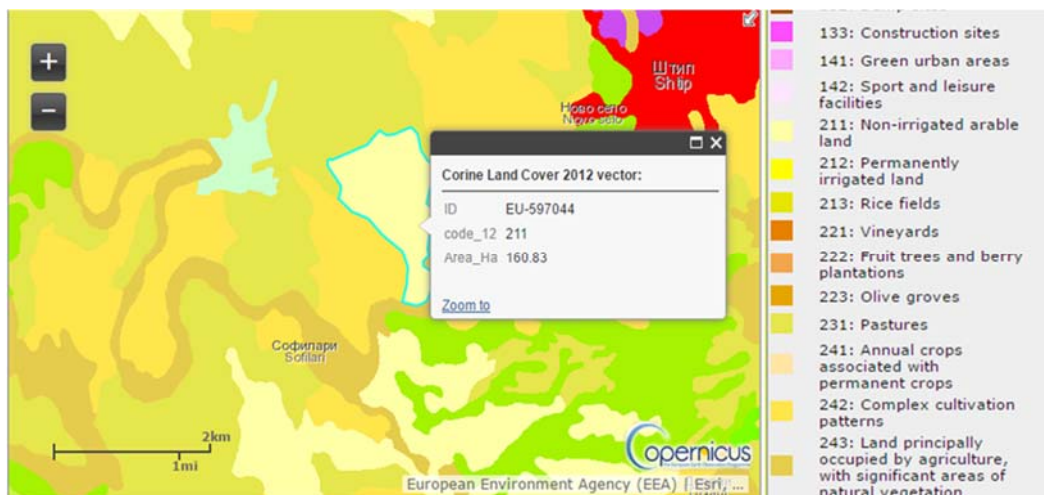 Штип
Shtip
Ново село
Novo selo
Corine Land Cover 2012 vector:
ID EU-597044
code_12 211
Area_Ha 160.83
Zoom to
Софилари
Sofilari
2km
1mi
Copernicus
European Environment Agency (EEA) | Esri, ...
133: Construction sites
141: Green urban areas
142: Sport and leisure
facilities
211: Non-irrigated arable
land
212: Permanently
irrigated land
213: Rice fields
221: Vineyards
222: Fruit trees and berry
plantations
223: Olive groves
231: Pastures
241: Annual crops
associated with
permanent crops
242: Complex cultivation
patterns
243: Land principally
occupied by agriculture,
with significant areas of
natural vegetation